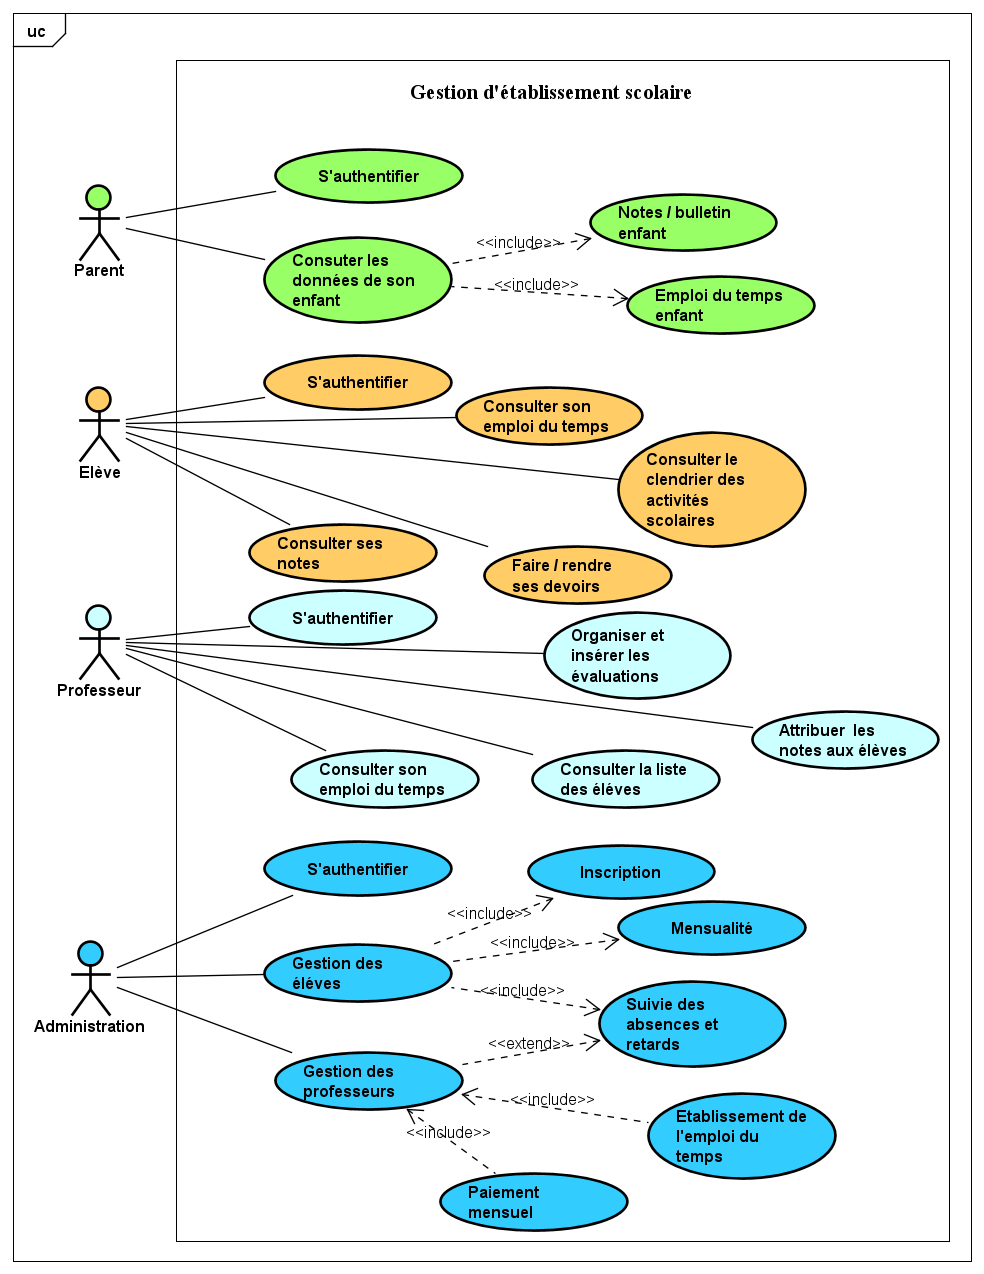 uc
Gestion d'établissement scolaire
S'authentifier
Parent
Consuter les
données de son
enfant
<<include>>
Notes / bulletin
enfant
<<include>>
Emploi du temps
enfant
S'authentifier
Elève
Consulter son
emploi du temps
Consulter le
clendrier des
activités
scolaires
Consulter ses
notes
Faire / rendre
ses devoirs
S'authentifier
Professeur
Organiser et
insérer les
évaluations
Attribuer  les
notes aux élèves
Consulter son
emploi du temps
Consulter la liste
des éléves
S'authentifier
Inscription
<<include>>
Mensualité
<<include>>
Gestion des
éléves
Administration
<<include>>
Suivie des
absences et
retards
<<extend>>
Gestion des
professeurs
<<include>>
Etablissement de
l'emploi du
temps
<<include>>
Paiement
mensuel